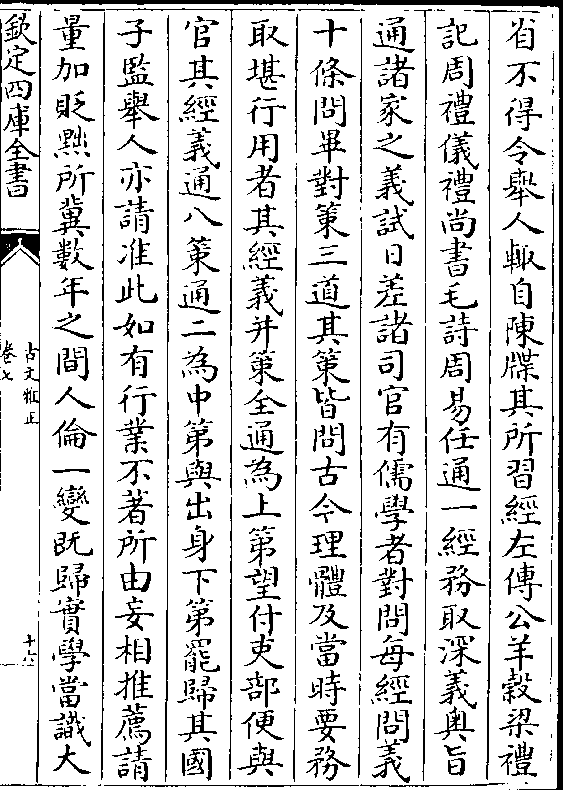 省不得令舉人輙自陳牒其所習經左傳公羊穀梁禮
記周禮儀禮尚書毛詩周易任通一經務取深義奥旨
通諸家之義試日差諸司官有儒學者對問每經問義
十條問畢對策三道其策皆問古今理體及當時要務
取堪行用者其經義并策全通為上第望付吏部便與
官其經義通八策通二為中第與出身下第罷歸其國
子監舉人亦請准此如有行業不著所由妄相推薦請
量加貶黜所冀數年之間人倫一變既歸實學當識大
欽定四庫全書
古文雅正
卷七
十六